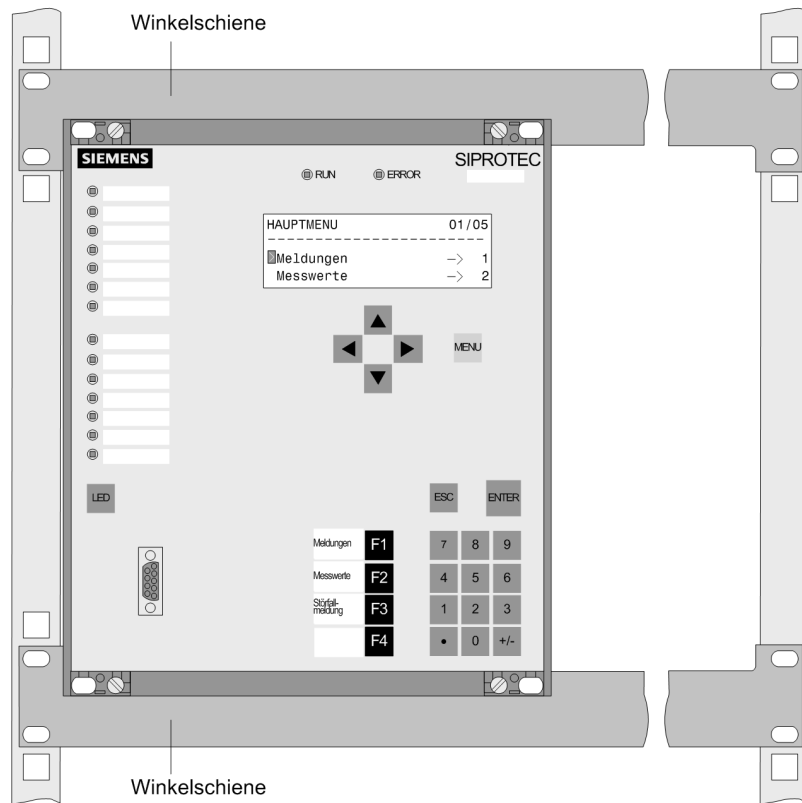 Winkelschiene
SIEMENS
SIPROTEC
RUN
ERROR
HAUPTMENU 01/05
--------------------
Meldungen —> 1
Messwerte —> 2
MENU
LED
ESC
ENTER
Meldungen F1
7 8 9
Messwerte F2
4 5 6
Störfall-
meldung F3
1 2 3
F4
• 0 +/-
Winkelschiene